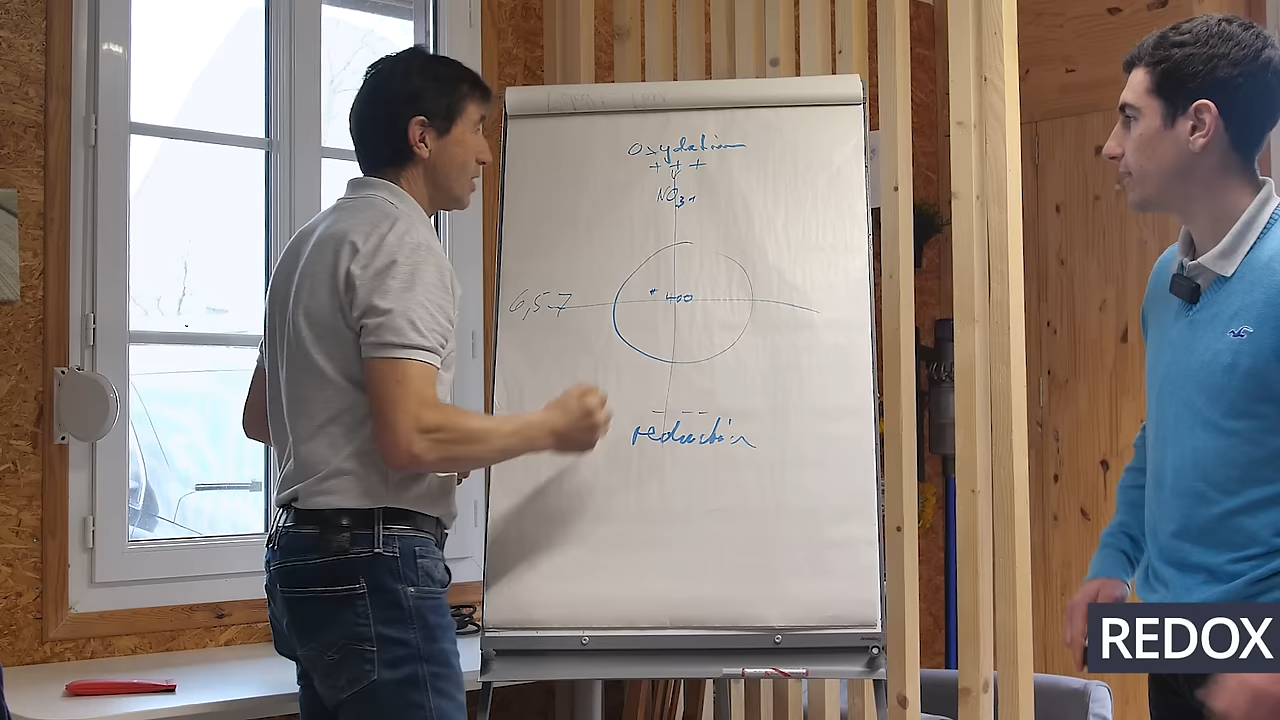 Oxydation
+ + +
NO3-
6,5-7
+ 400
- - -
reduction
REDOX